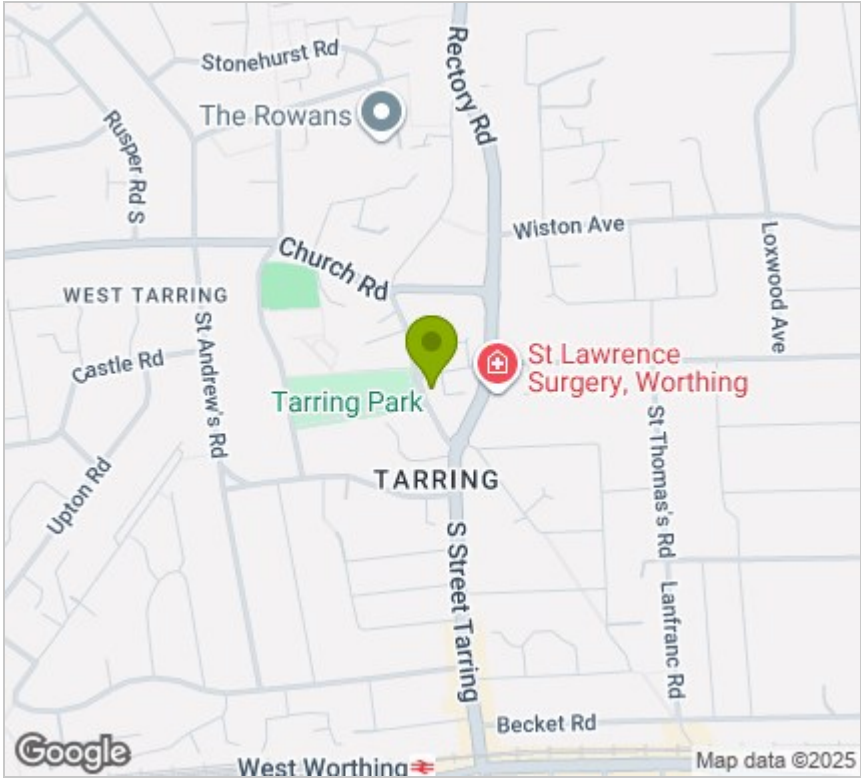 Stonehurst Rd
Rectory Rd
The Rowans
Rusper Rd S
Wiston Ave
Loxwood Ave
Church Rd
WEST TARRING
St Andrew's Rd
Castle Rd
St Lawrence
Surgery, Worthing
Tarring Park
St Thomas's Rd
TARRING
Upton Rd
S Street Tarring
Lanfranc Rd
Becket Rd
Google
West Worthing
Map data ©2025